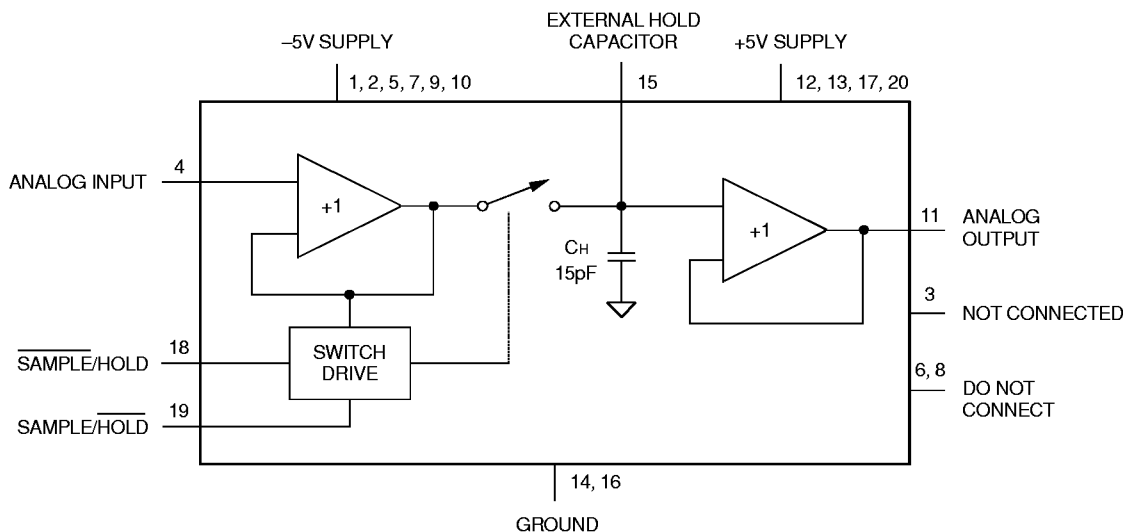 EXTERNAL HOLD
CAPACITOR
–5V SUPPLY
+5V SUPPLY
1, 2, 5, 7, 9, 10
15
12, 13, 17, 20
4
ANALOG INPUT
+1
11
ANALOG
OUTPUT
+1
CH
15pF
3
NOT CONNECTED
18
SAMPLE/HOLD
SWITCH
DRIVE
6, 8
DO NOT
CONNECT
19
SAMPLE/HOLD
14, 16
GROUND